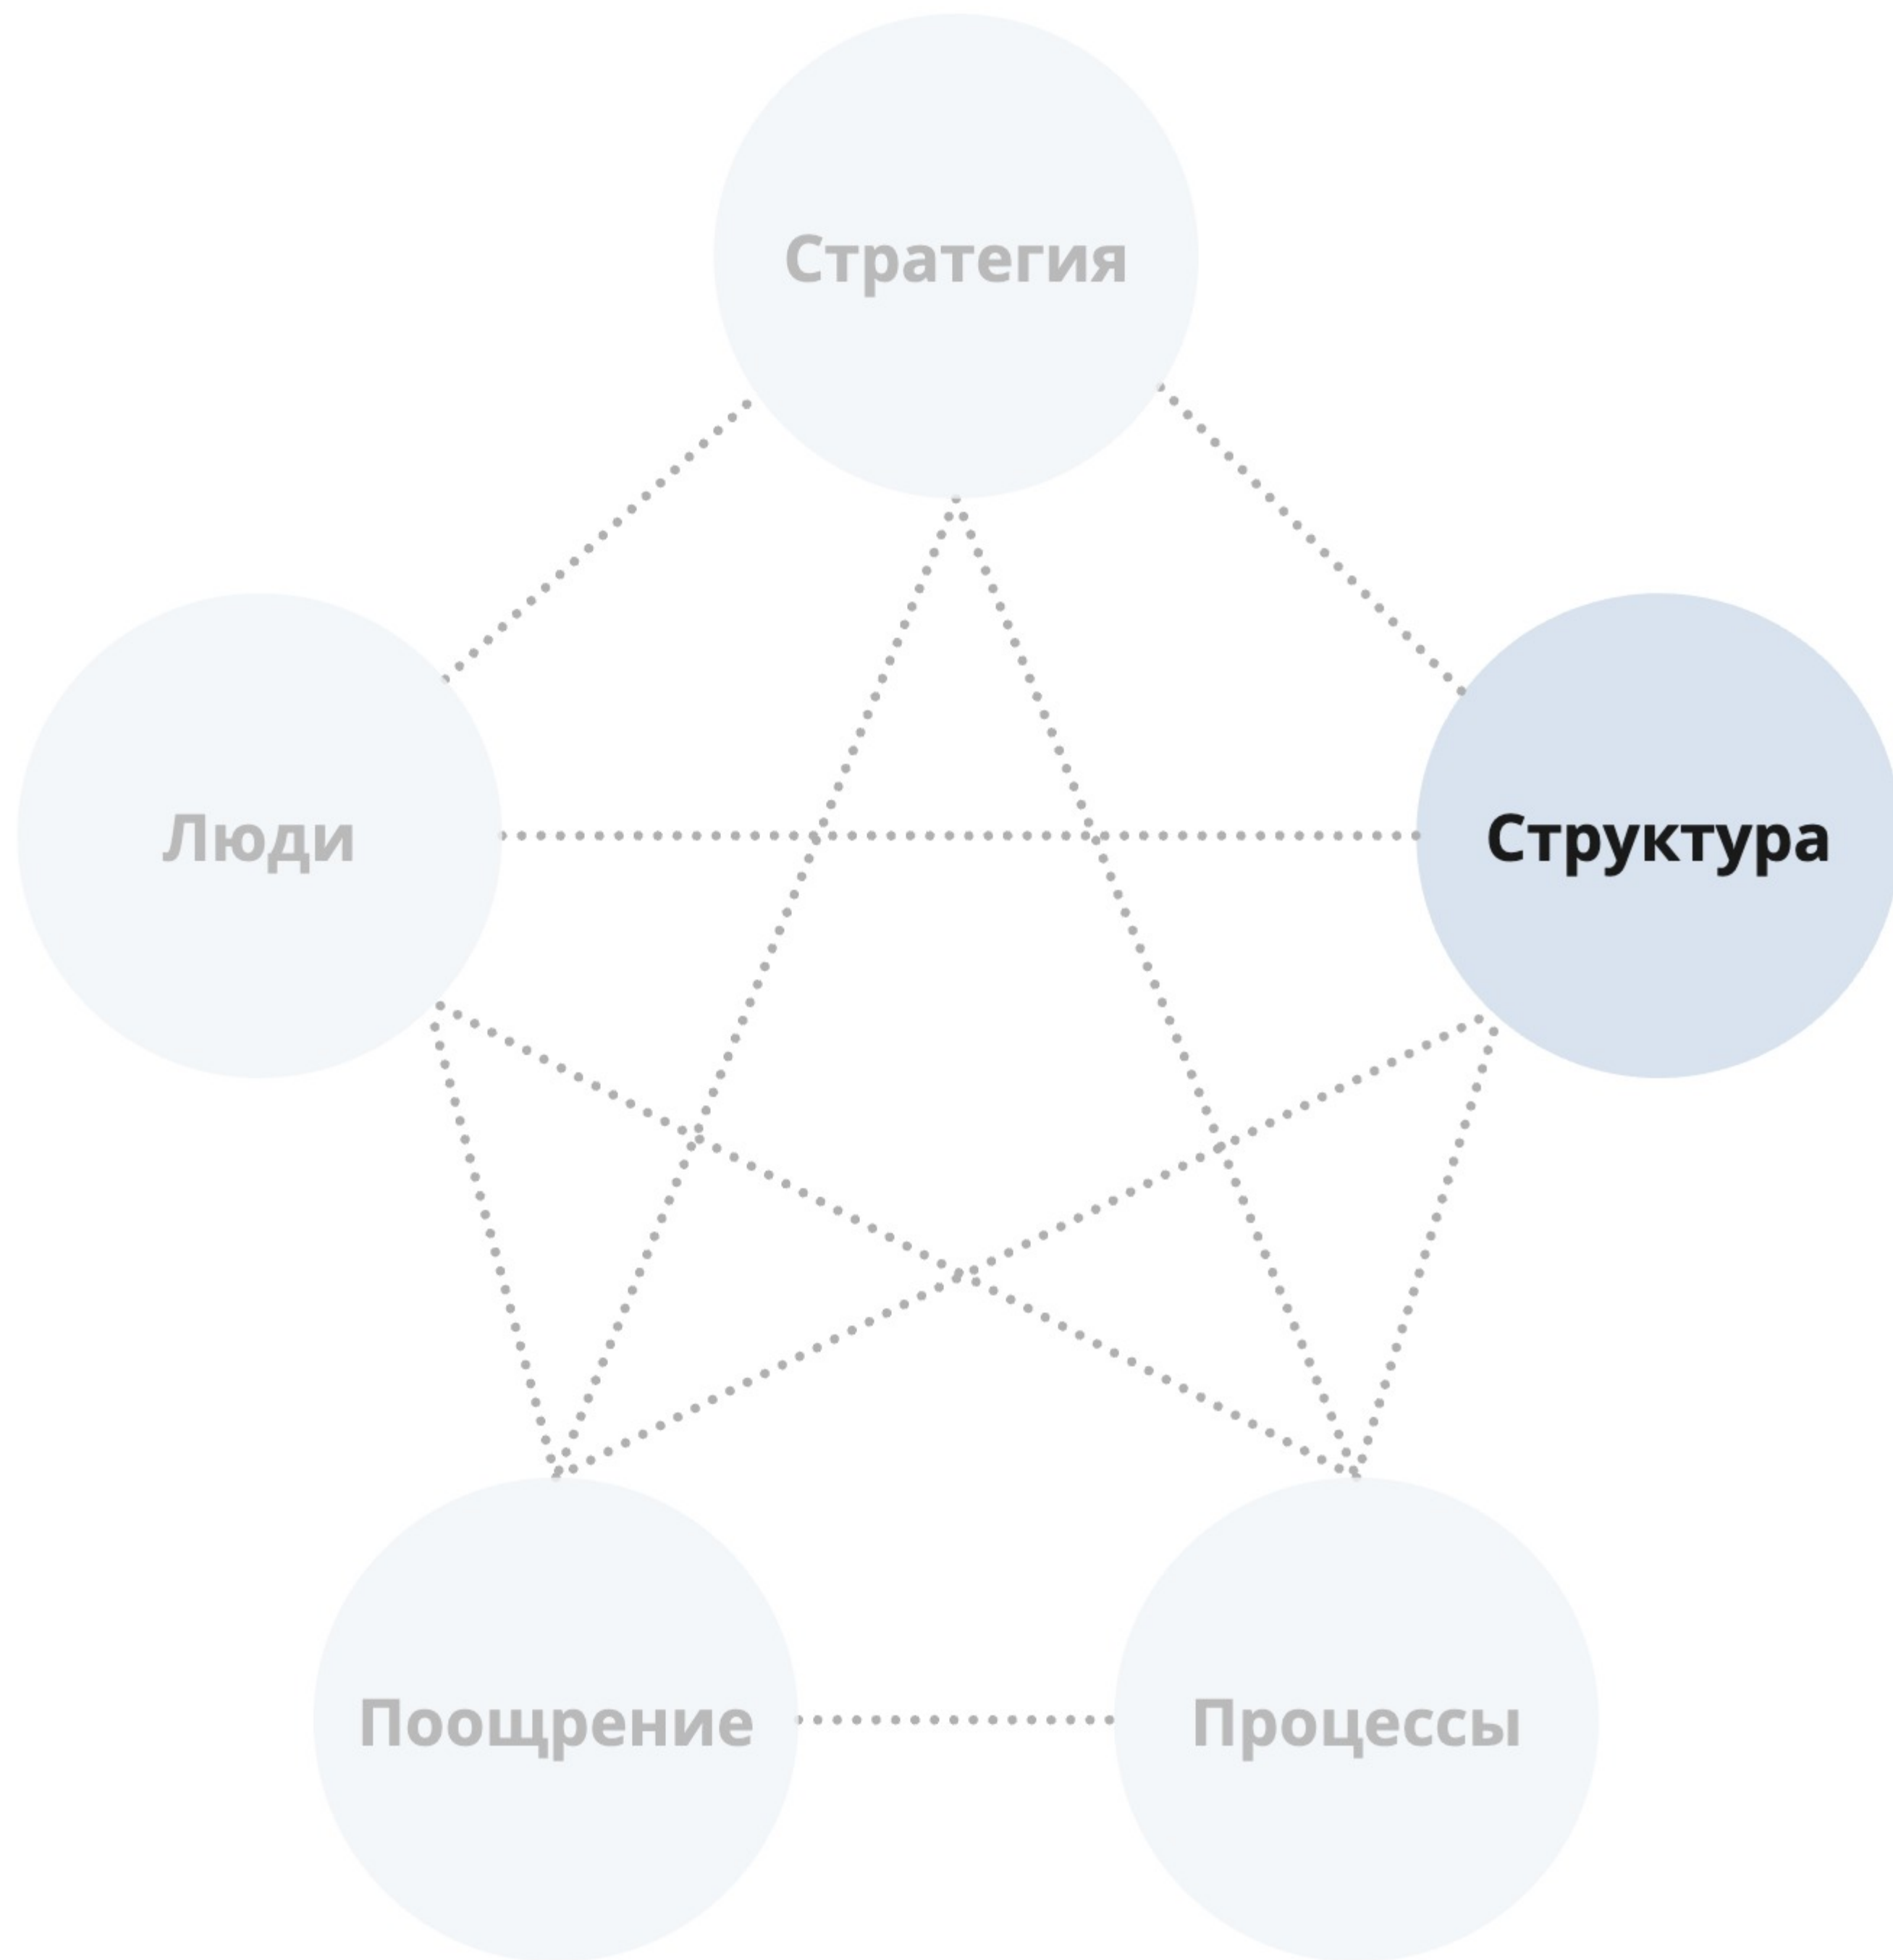 Стратегия
Люди
Структура
Поощрение
Процессы